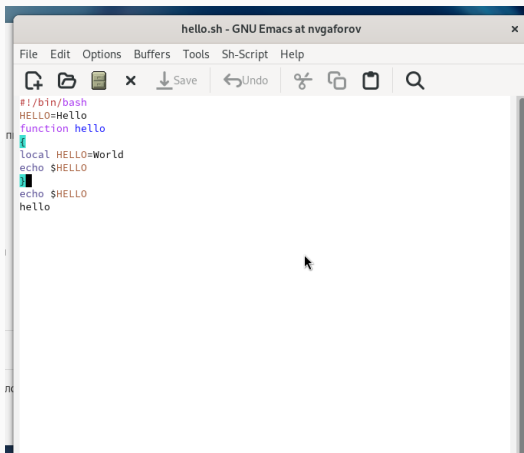 hello.sh - GNU Emacs at nvgaforov
File Edit Options Buffers Tools Sh-Script Help
Save Undo
#!/bin/bash
HELLO=Hello
function hello
{
local HELLO=World
echo $HELLO
}
echo $HELLO
hello